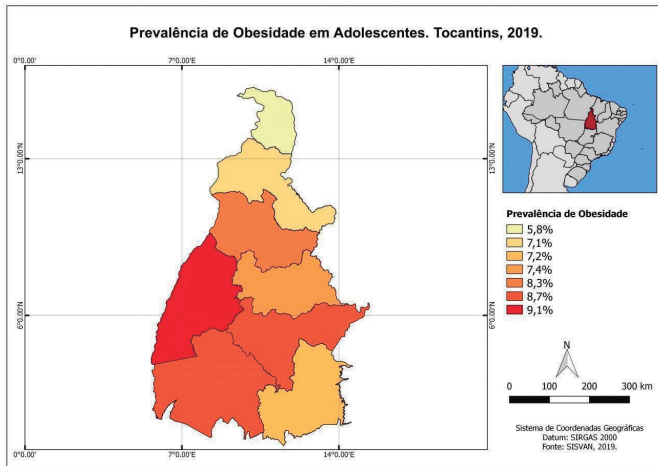 Prevalência de Obesidade em Adolescentes. Tocantins, 2019.
0°0.00'
7°0.00'E
14°0.00'
13°0.00'N
13°0.00'N
6°0.00'N
6°0.00'N
0°0.00'
7°0.00'E
14°0.00'
Prevalência de Obesidade
5,8%
7,1%
7,2%
7,4%
8,3%
8,7%
9,1%
N
0 100 200 300 km
Sistema de Coordenadas Geográficas
Datum: SIRGAS 2000
Fonte: SISVAN, 2019.